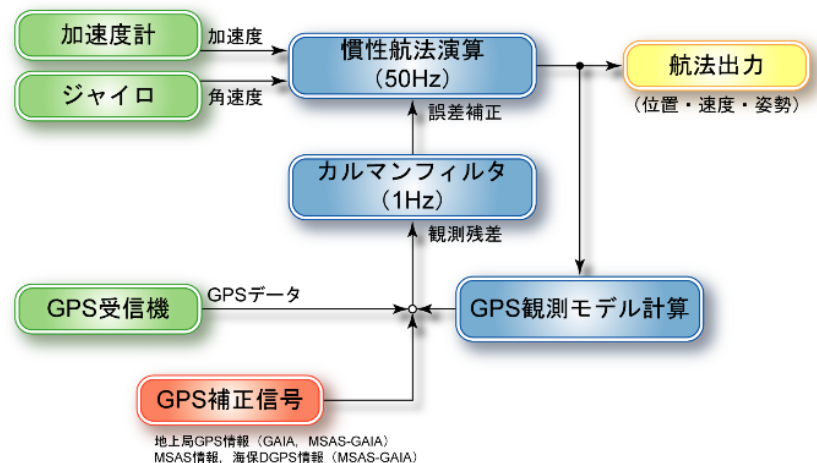 加速度計
加速度
ジャイロ
角速度
慣性航法演算
（50Hz）
航法出力
（位置・速度・姿勢）
誤差補正
カルマンフィルタ
（1Hz）
観測残差
GPS受信機
GPSデータ
GPS観測モデル計算
GPS補正信号
地上局GPS情報（GAIA，MSAS-GAIA）
MSAS情報，海保DGPS情報（MSAS-GAIA）